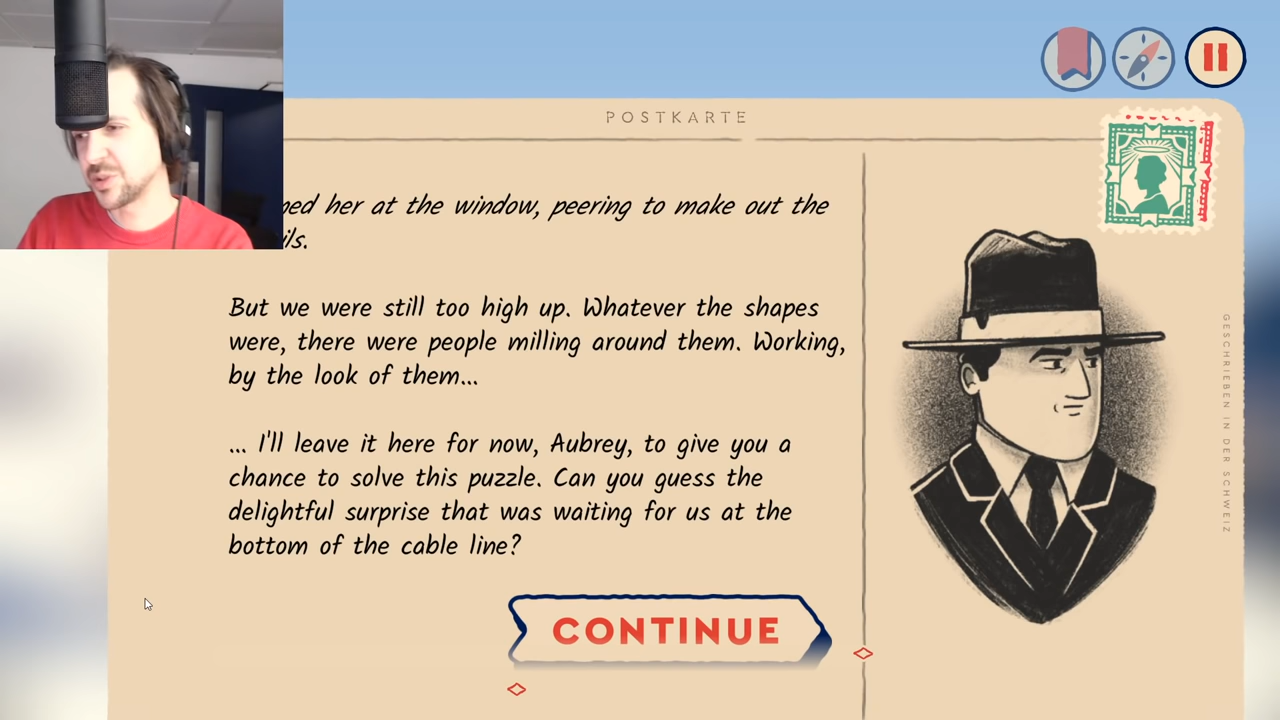 POSTKARTE
her at the window, peering to make out the
But we were still too high up. Whatever the shapes
were, there were people milling around them. Working,
by the look of them...
... I'll leave it here for now, Aubrey, to give you a
chance to solve this puzzle. Can you guess the
delightful surprise that was waiting for us at the
bottom of the cable line?
CONTINUE
GESCHRIEBEN IN DER SCHWEIZ